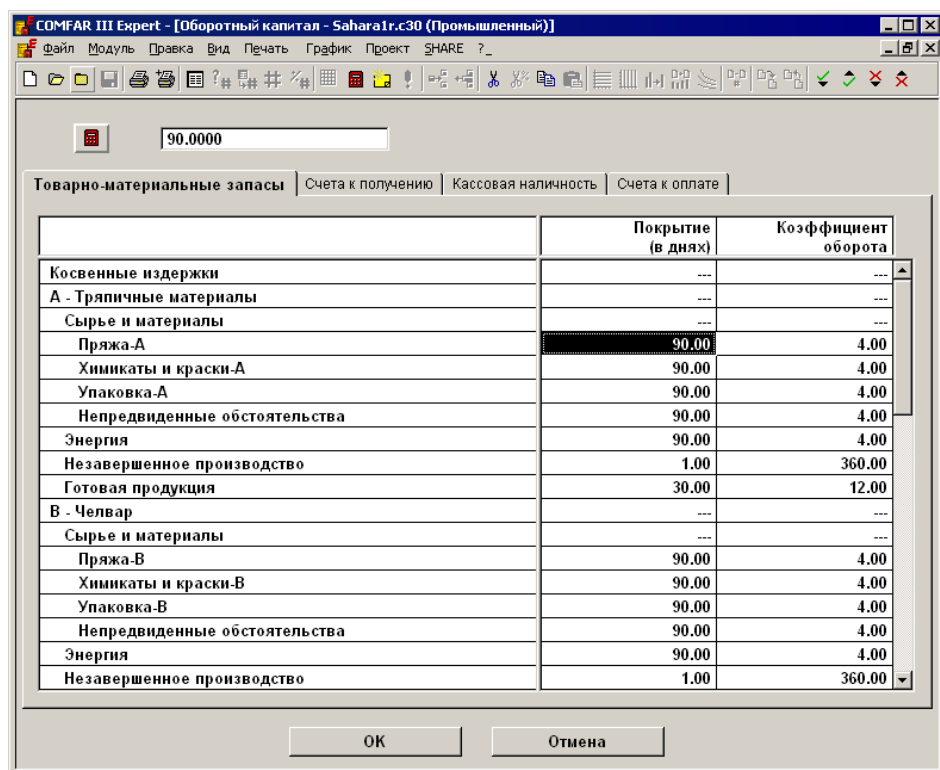 COMFAR III Expert - [Оборотный капитал - Sahara1r.c30 (Промышленный)]
Файл Модуль Правка Вид Печать График Проект SHARE ?_
90.0000
Товарно-материальные запасы Счета к получению Кассовая наличность Счета к оплате
Покрытие (в днях) Коэффициент оборота
Косвенные издержки --- ---
А - Тряпичные материалы --- ---
Сырье и материалы --- ---
Пряжа-А 90.00 4.00
Химикаты и краски-А 90.00 4.00
Упаковка-А 90.00 4.00
Непредвиденные обстоятельства 90.00 4.00
Энергия 90.00 4.00
Незавершенное производство 1.00 360.00
Готовая продукция 30.00 12.00
В - Челвар --- ---
Сырье и материалы --- ---
Пряжа-В 90.00 4.00
Химикаты и краски-В 90.00 4.00
Упаковка-В 90.00 4.00
Непредвиденные обстоятельства 90.00 4.00
Энергия 90.00 4.00
Незавершенное производство 1.00 360.00
ОК Отмена